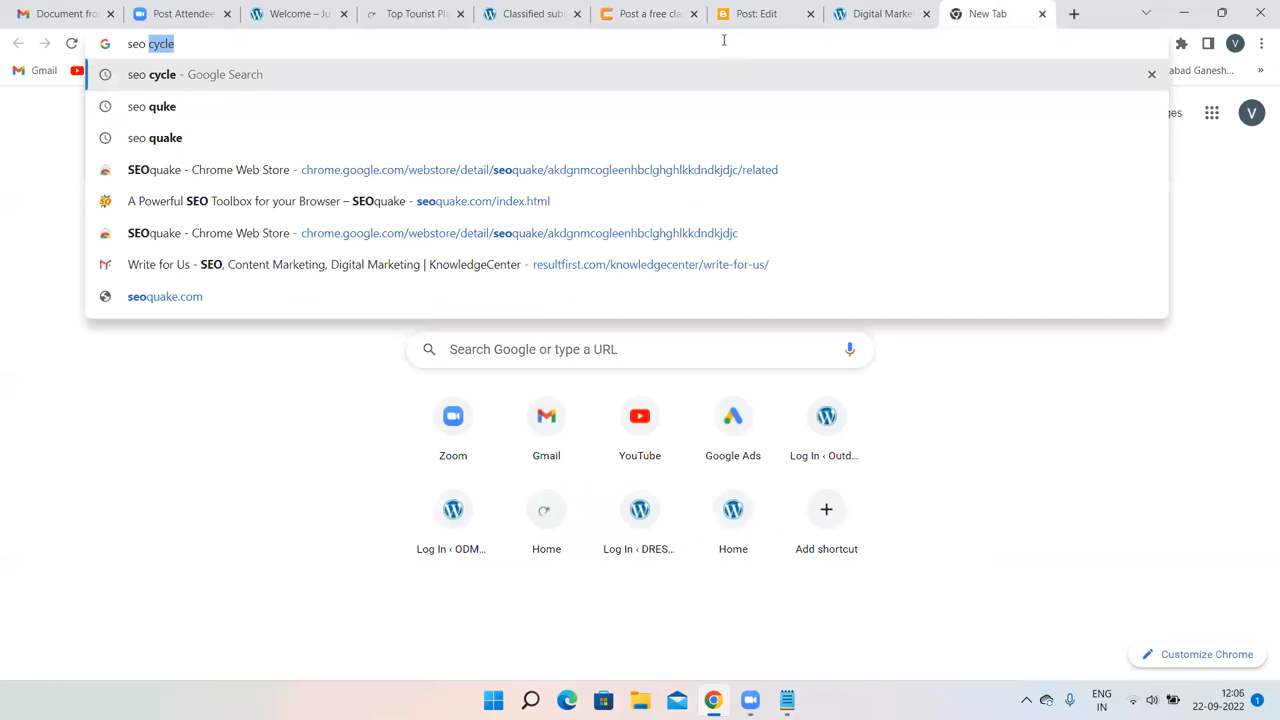 Document fro
Post Attendee
Welcome – Ju
Top Tourist Pl
Classified sub
Post a free cla
Post: Edit
Digital Market
New Tab
seo cycle
Gmail
abad Ganesh...
»
seo cycle - Google Search
seo quke
ges
V
seo quake
SEOquake - Chrome Web Store - chrome.google.com/webstore/detail/seoquake/akdgnmcogleenhbclghghlkkdndkjdjc/related
A Powerful SEO Toolbox for your Browser – SEOquake - seoquake.com/index.html
SEOquake - Chrome Web Store - chrome.google.com/webstore/detail/seoquake/akdgnmcogleenhbclghghlkkdndkjdjc
Write for Us - SEO, Content Marketing, Digital Marketing | KnowledgeCenter - resultfirst.com/knowledgecenter/write-for-us/
seoquake.com
Search Google or type a URL
Zoom
Gmail
YouTube
Google Ads
Log In ‹ Outd...
Log In ‹ ODM...
Home
Log In ‹ DRES...
Home
Add shortcut
Customize Chrome
ENG
IN
12:06
22-09-2022
1